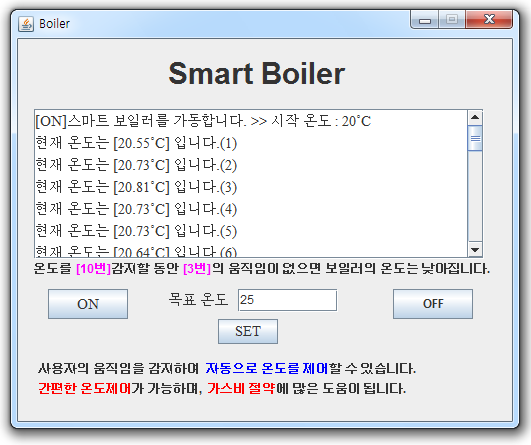 Boiler
Smart Boiler
[ON]스마트 보일러를 가동합니다. >> 시작 온도 : 20˚C
현재 온도는 [20.55˚C] 입니다.(1)
현재 온도는 [20.73˚C] 입니다.(2)
현재 온도는 [20.81˚C] 입니다.(3)
현재 온도는 [20.73˚C] 입니다.(4)
현재 온도는 [20.73˚C] 입니다.(5)
현재 온도는 [20.64˚C] 입니다.(6)
온도를 [10번]감지할 동안 [3번]의 움직임이 없으면 보일러의 온도는 낮아집니다.
ON 목표 온도 25 OFF
SET
사용자의 움직임을 감지하여 자동으로 온도를 제어할 수 있습니다.
간편한 온도제어가 가능하며, 가스비 절약에 많은 도움이 됩니다.